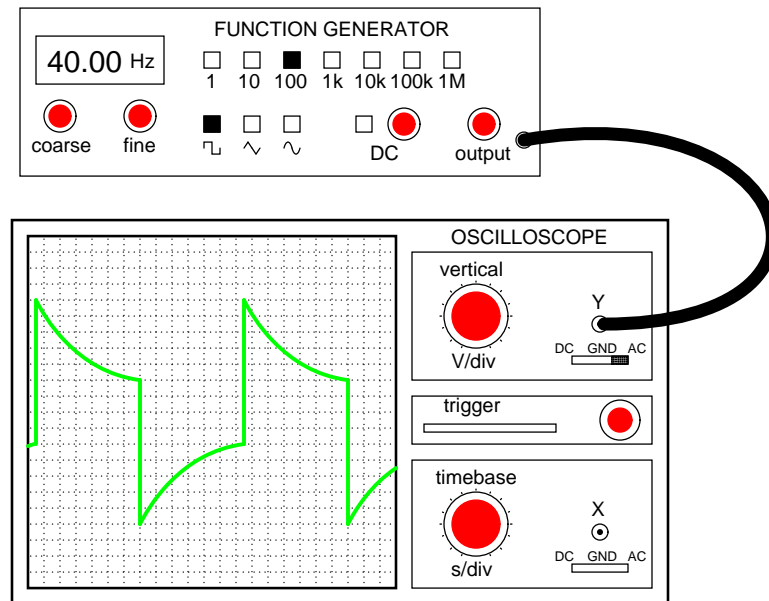 FUNCTION GENERATOR
40.00 Hz
1 10 100 1k 10k 100k 1M
coarse fine DC output
OSCILLOSCOPE
vertical
Y
DC GND AC
V/div
trigger
timebase
X
DC GND AC
s/div